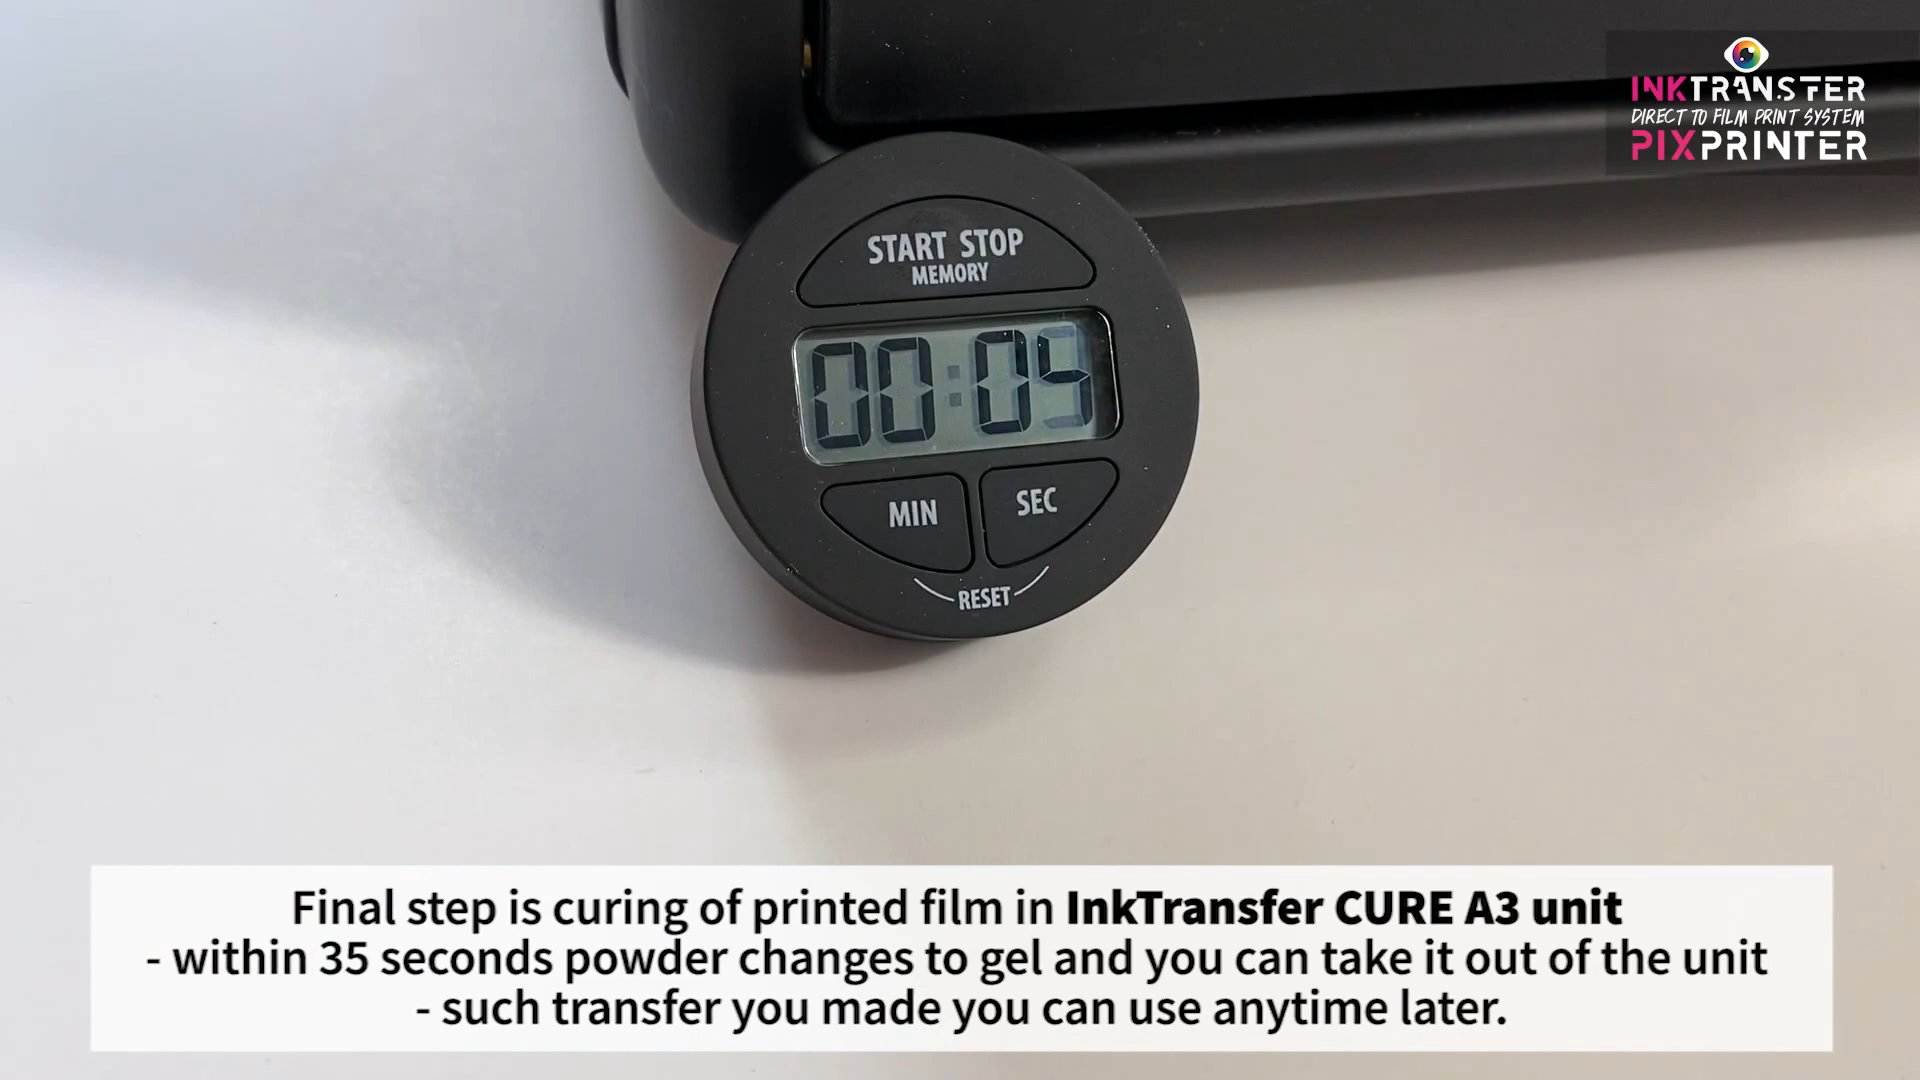 INKTRANSFER
DIRECT TO FILM PRINT SYSTEM
PIXPRINTER
START STOP
MEMORY
MIN
SEC
RESET
Final step is curing of printed film in InkTransfer CURE A3 unit
- within 35 seconds powder changes to gel and you can take it out of the unit
- such transfer you made you can use anytime later.